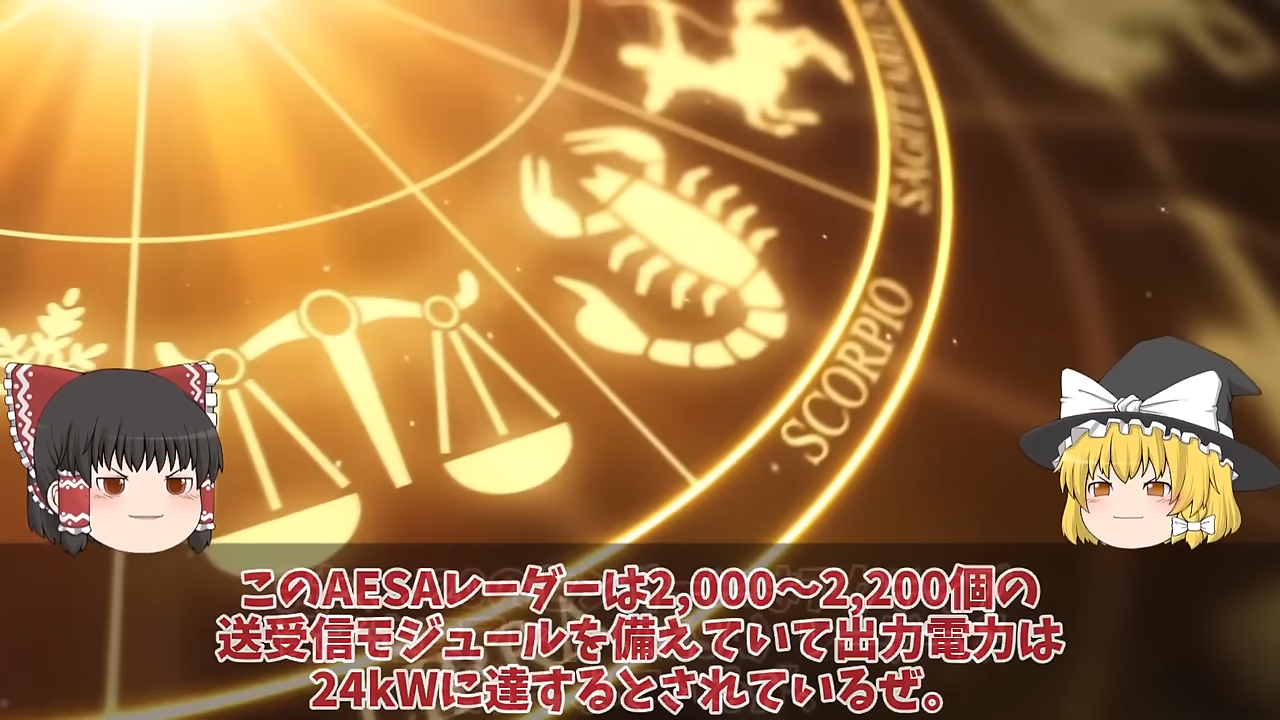 SAGITTARIUS
SCORPIO
このAESAレーダーは2,000～2,200個の
送受信モジュールを備えていて出力電力は
24kWに達するとされているぜ。